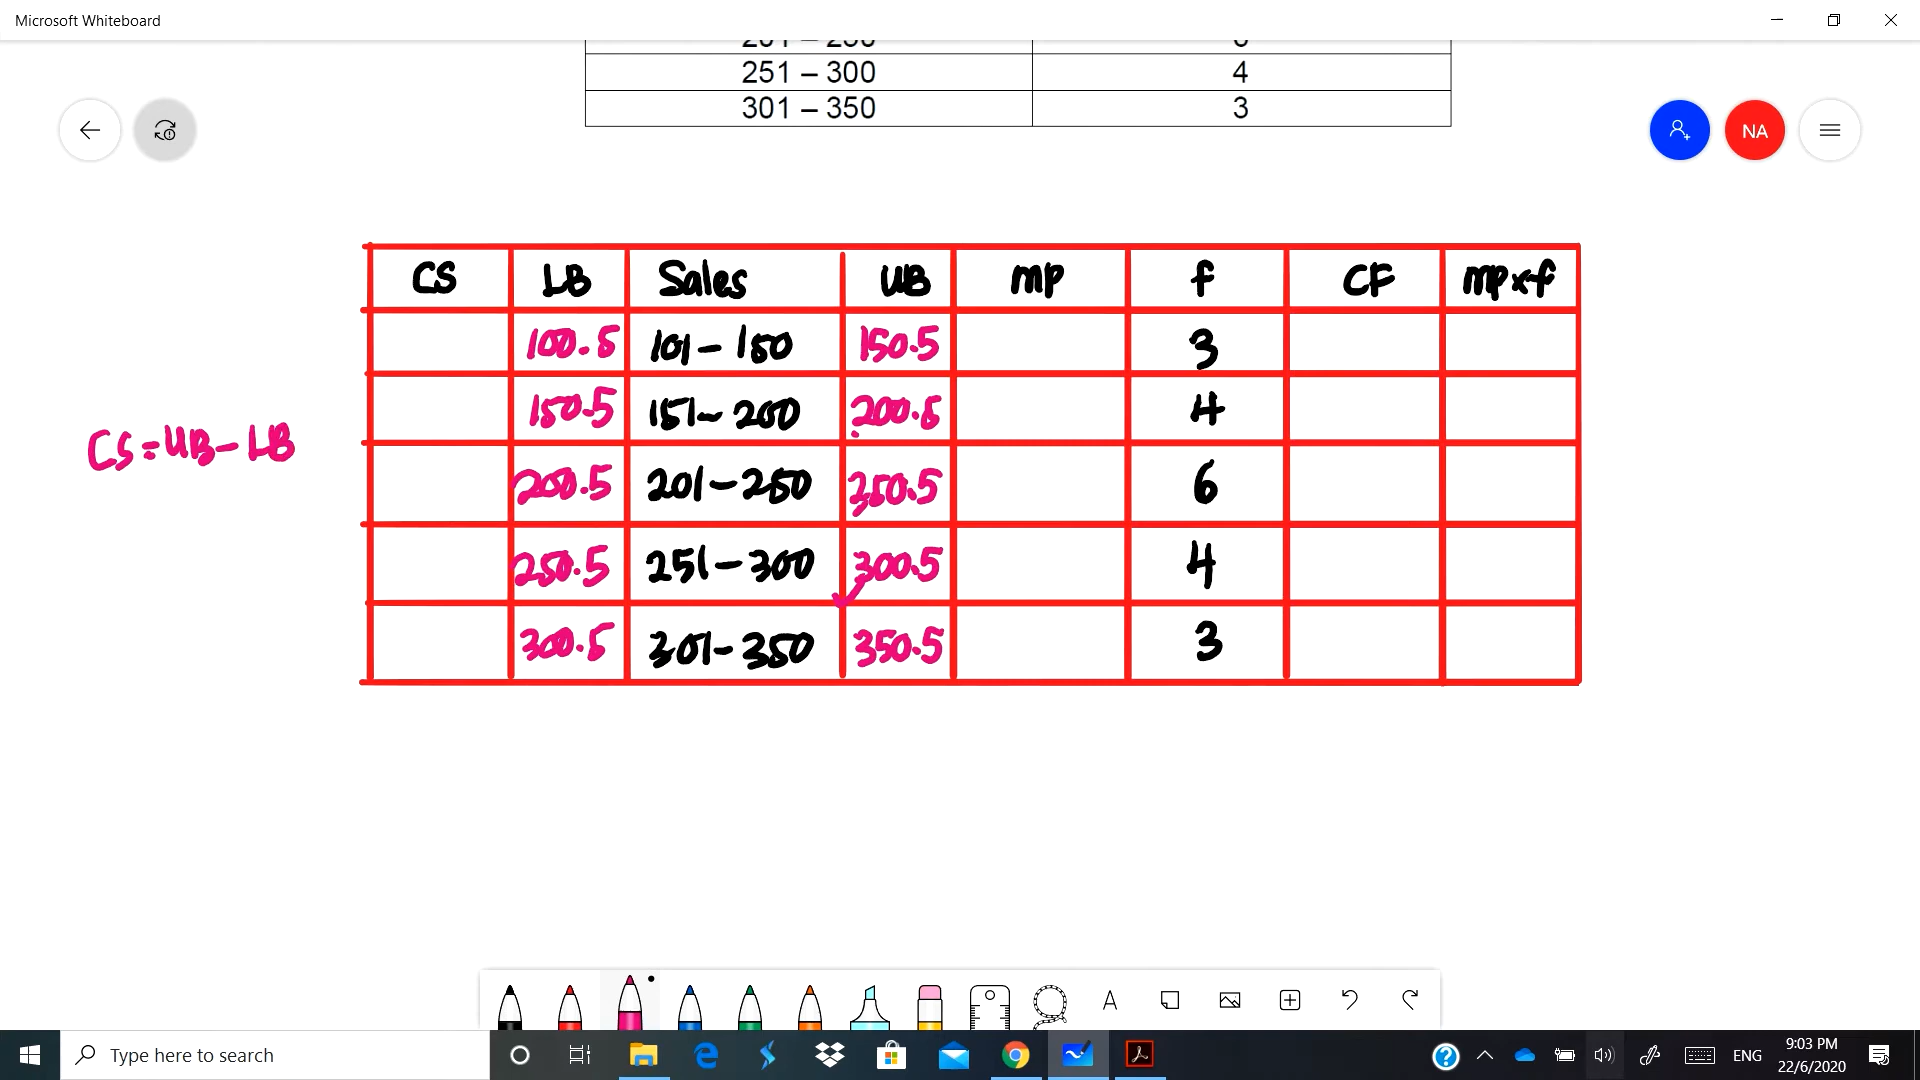 Microsoft Whiteboard
251 – 300 4
301 – 350 3
NA
CS LB Sales UB MP f CF MP x f
100.5 101 – 150 150.5 3
150.5 151 – 200 200.5 4
CS = UB – LB
200.5 201 – 250 250.5 6
250.5 251 – 300 300.5 4
300.5 301 – 350 350.5 3
A
Type here to search
ENG
9:03 PM
22/6/2020